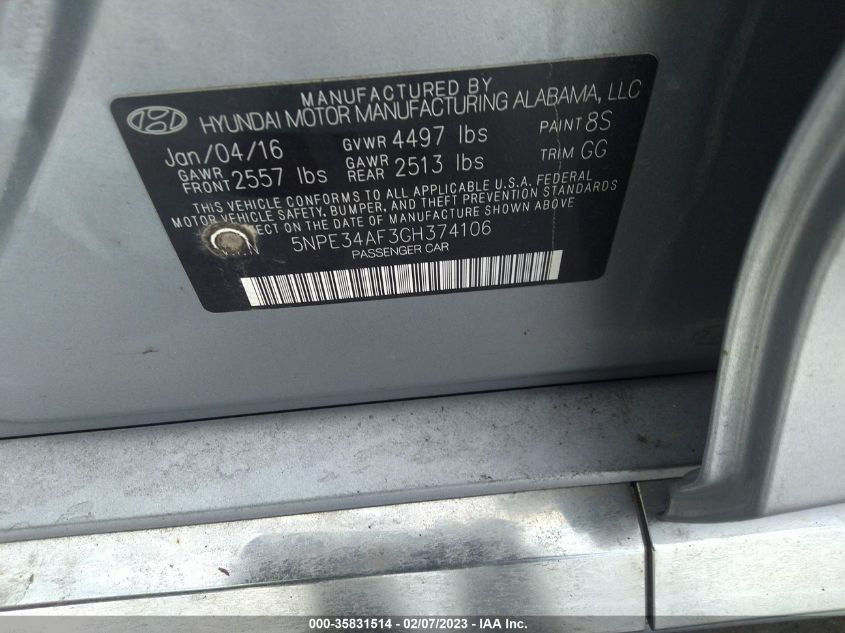 MANUFACTURED BY
HYUNDAI MOTOR MANUFACTURING ALABAMA, LLC
Jan/04/16 GVWR 4497 lbs PAINT 8S
GAWR FRONT 2557 lbs GAWR REAR 2513 lbs TRIM GG
THIS VEHICLE CONFORMS TO ALL APPLICABLE U.S.A. FEDERAL
MOTOR VEHICLE SAFETY, BUMPER, AND THEFT PREVENTION STANDARDS
ECT ON THE DATE OF MANUFACTURE SHOWN ABOVE.
5NPE34AF3GH374106
PASSENGER CAR
000-35831514 — 02/07/2023 — IAA Inc.